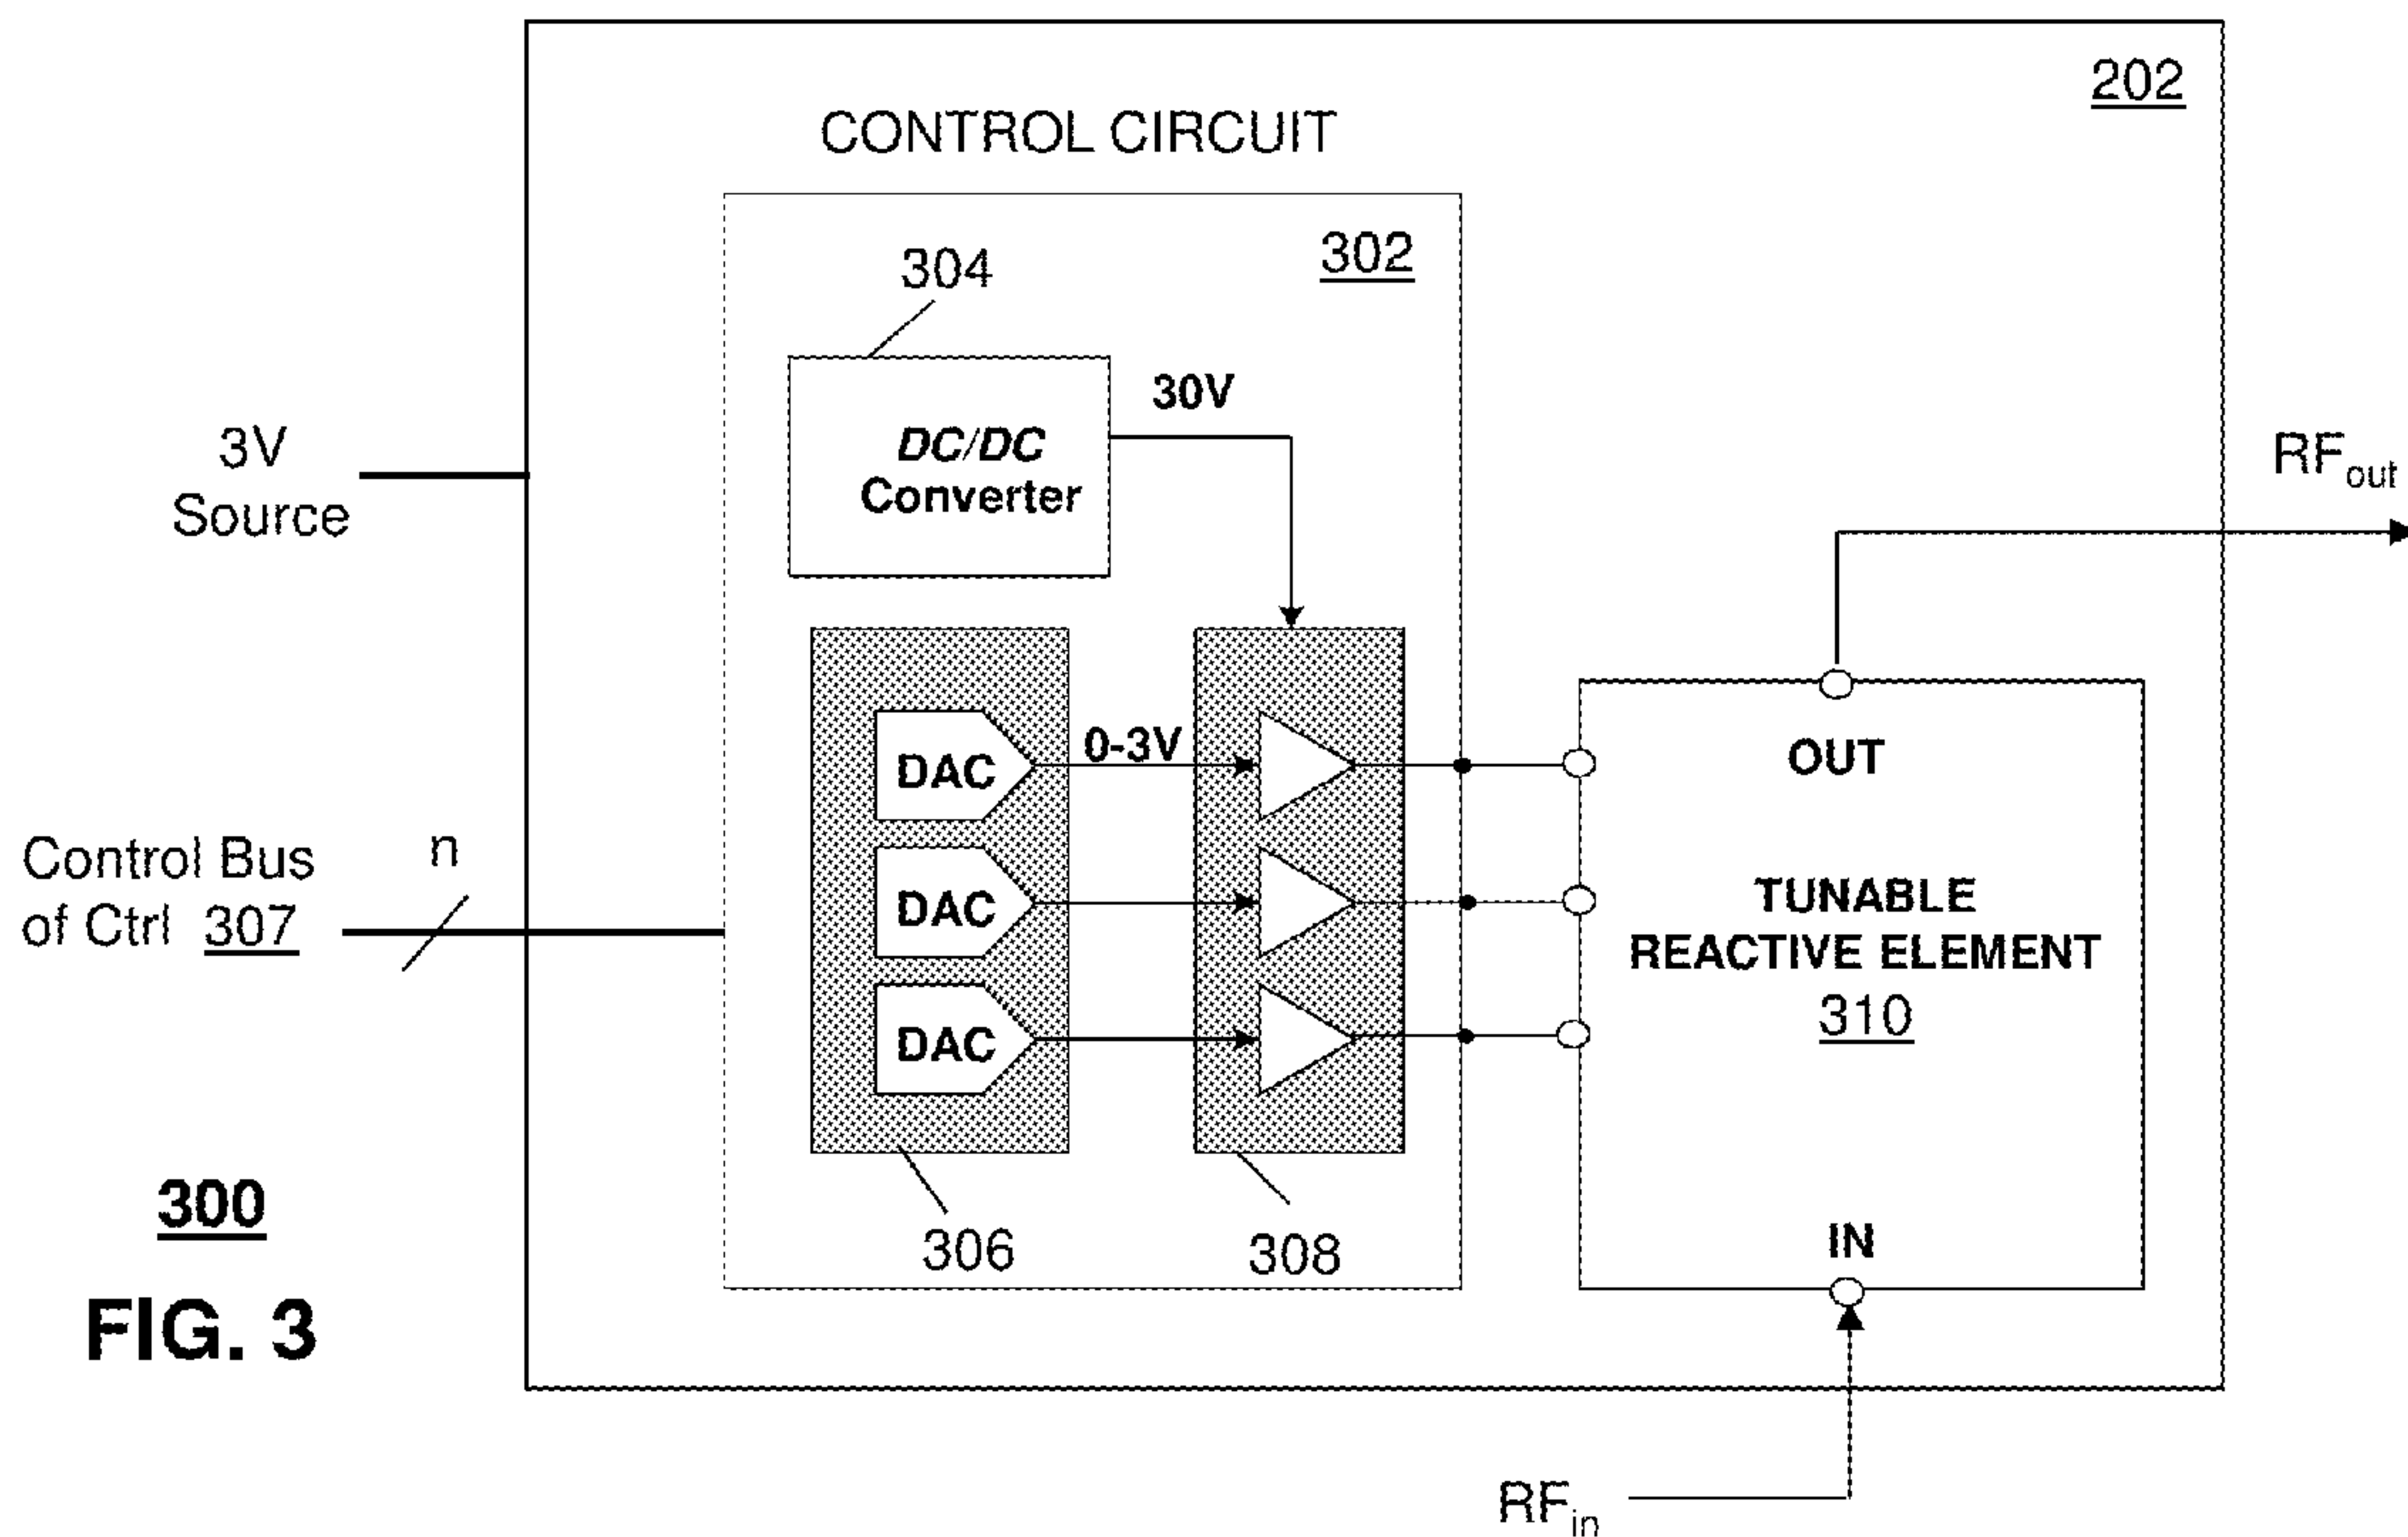 202
CONTROL CIRCUIT
302
304
30V
DC/DC
Converter
3V
Source
RFout
0-3V
DAC
DAC
DAC
OUT
TUNABLE
REACTIVE ELEMENT
310
IN
Control Bus
of Ctrl 307
n
306
308
300
FIG. 3
RFin